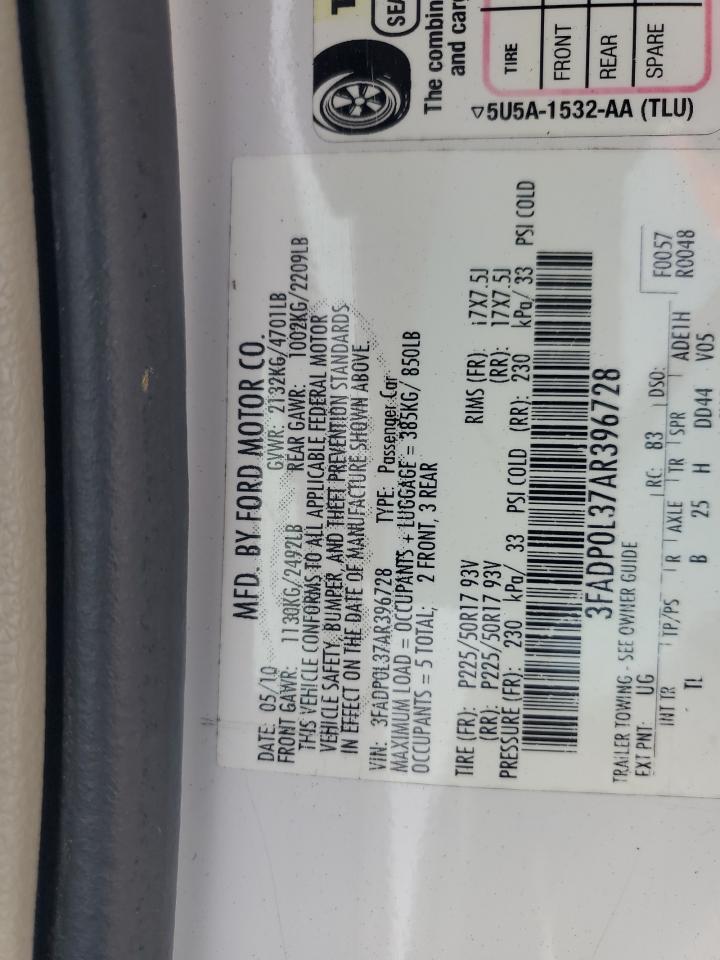 SEA
The combin
and carg
TIRE
FRONT
REAR
SPARE
▽5U5A-1532-AA (TLU)
MFD. BY FORD MOTOR CO.
DATE: 05/10 GVWR: 2132KG/4701LB
FRONT GAWR: 1130KG/2492LB REAR GAWR: 1002KG/2209LB
THIS VEHICLE CONFORMS TO ALL APPLICABLE FEDERAL MOTOR
VEHICLE SAFETY, BUMPER, AND THEFT PREVENTION STANDARDS
IN EFFECT ON THE DATE OF MANUFACTURE SHOWN ABOVE.
VIN: 3FADP0L37AR396728 TYPE: Passenger Car
MAXIMUM LOAD = OCCUPANTS + LUGGAGE = 385KG/ 850LB
OCCUPANTS = 5 TOTAL: 2 FRONT, 3 REAR
TIRE (FR): P225/50R17 93V RIMS (FR): 17X7.5J
(RR): P225/50R17 93V (RR): 17X7.5J
PRESSURE (FR): 230 kPa/ 33 PSI COLD (RR): 230 kPa/ 33 PSI COLD
3FADP0L37AR396728
TRAILER TOWING - SEE OWNER GUIDE F0057
EXT PNT: UG RC: 83 DSO: R0048
INT TR TP/PS R AXLE TR SPR ADE1H
TL B 25 H DD44 V05